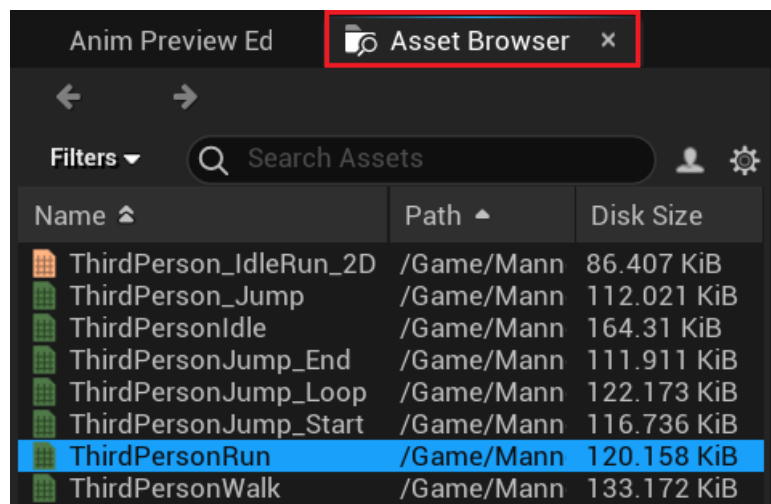 Anim Preview Ed Asset Browser ×
Filters Search Assets
Name Path Disk Size
ThirdPerson_IdleRun_2D /Game/Mann 86.407 KiB
ThirdPerson_Jump /Game/Mann 112.021 KiB
ThirdPersonIdle /Game/Mann 164.31 KiB
ThirdPersonJump_End /Game/Mann 111.911 KiB
ThirdPersonJump_Loop /Game/Mann 122.173 KiB
ThirdPersonJump_Start /Game/Mann 116.736 KiB
ThirdPersonRun /Game/Mann 120.158 KiB
ThirdPersonWalk /Game/Mann 133.172 KiB